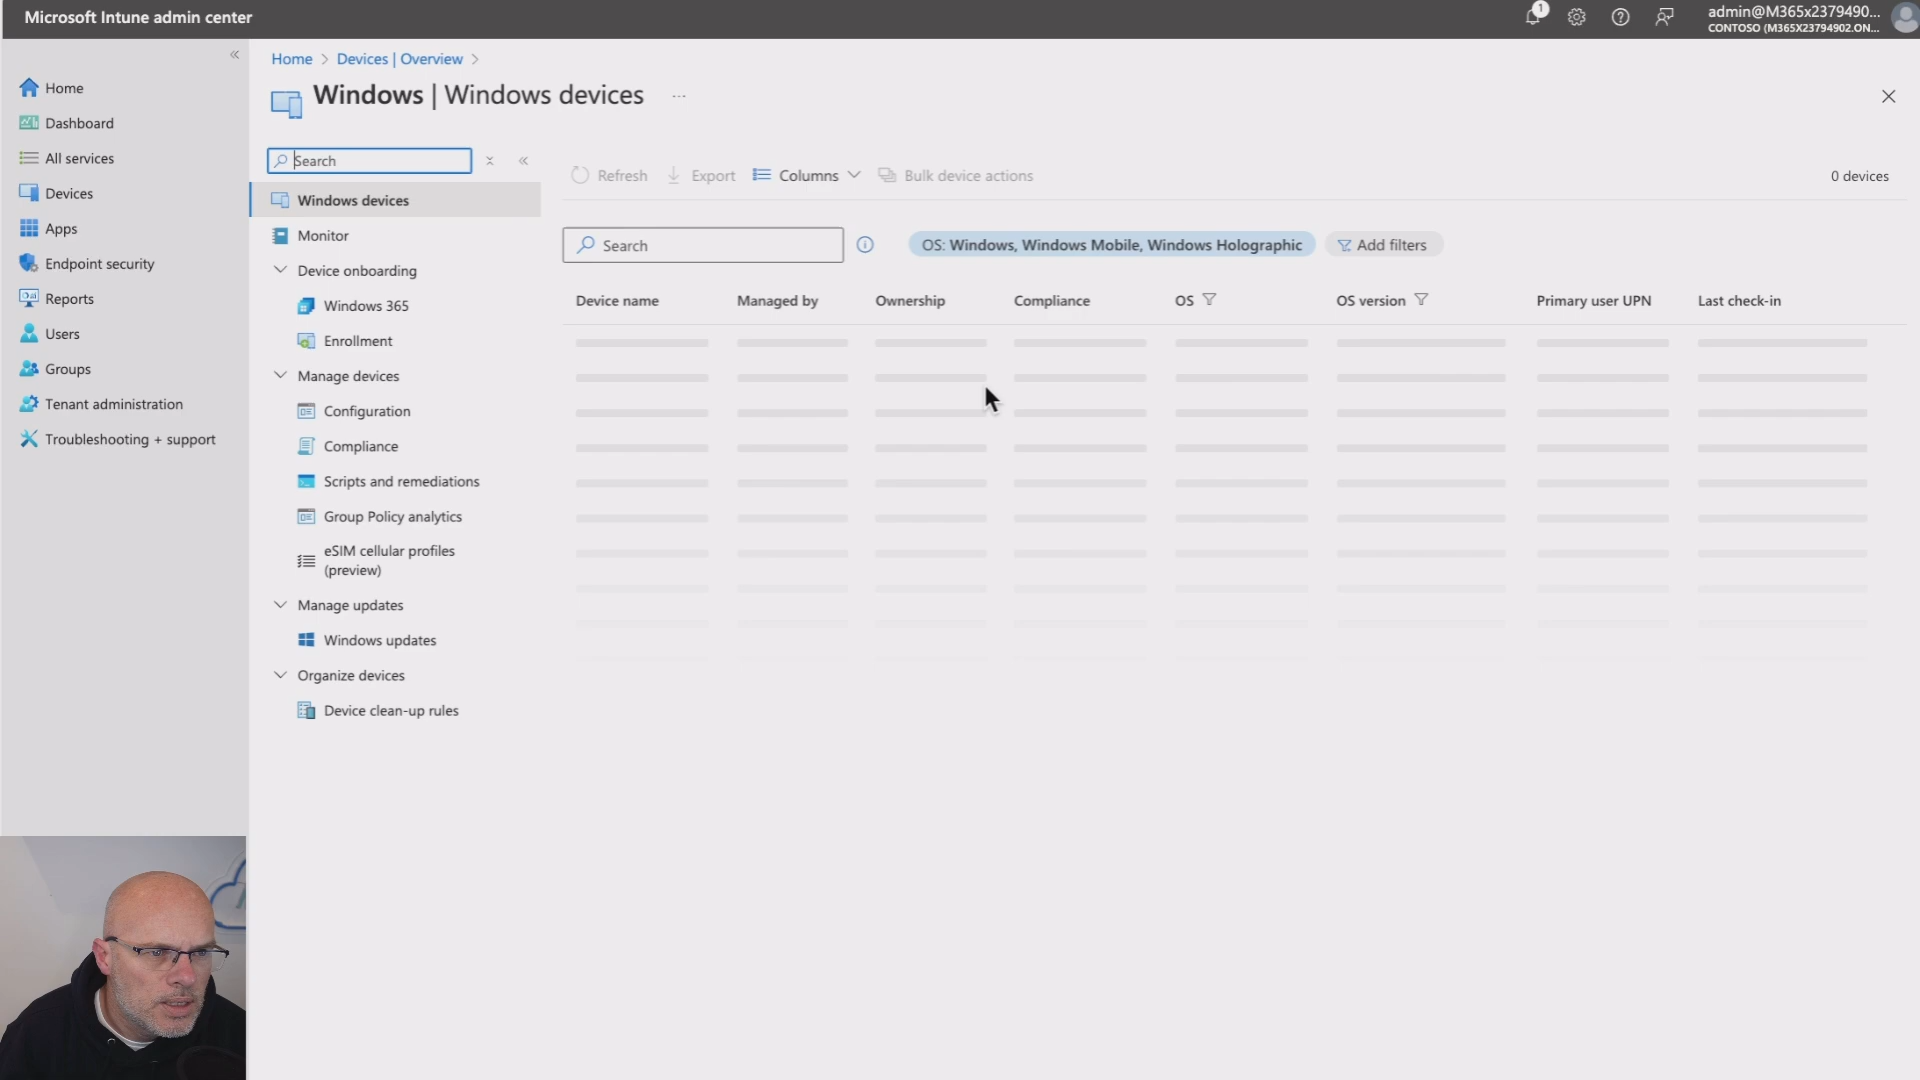 Microsoft Intune admin center
1
admin@M365x2379490...
CONTOSO (M365X23794902.ON...
Home
Dashboard
All services
Devices
Apps
Endpoint security
Reports
Users
Groups
Tenant administration
Troubleshooting + support
Home > Devices | Overview >
Windows | Windows devices ...
Search
Windows devices
Monitor
Device onboarding
Windows 365
Enrollment
Manage devices
Configuration
Compliance
Scripts and remediations
Group Policy analytics
eSIM cellular profiles
(preview)
Manage updates
Windows updates
Organize devices
Device clean-up rules
Refresh Export Columns Bulk device actions 0 devices
Search OS: Windows, Windows Mobile, Windows Holographic Add filters
Device name Managed by Ownership Compliance OS OS version Primary user UPN Last check-in